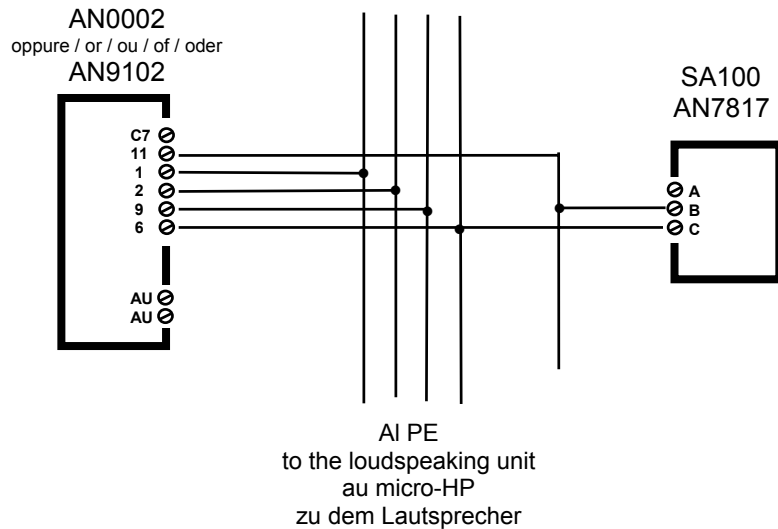 AN0002
oppure / or / ou / of / oder
AN9102
SA100
AN7817
C7
11
1
2
9
6
AU
AU
A
B
C
Al PE
to the loudspeaking unit
au micro-HP
zu dem Lautsprecher